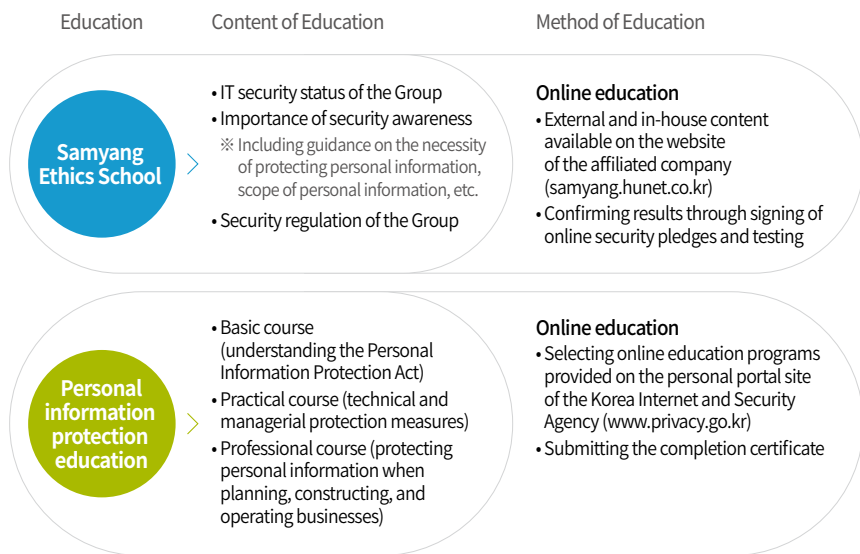 Education
Content of Education
Method of Education
Samyang
Ethics School
• IT security status of the Group
• Importance of security awareness
※ Including guidance on the necessity
of protecting personal information,
scope of personal information, etc.
• Security regulation of the Group
Online education
• External and in-house content
available on the website
of the affiliated company
(samyang.hunet.co.kr)
• Confirming results through signing of
online security pledges and testing
Personal
information
protection
education
• Basic course
(understanding the Personal
Information Protection Act)
• Practical course (technical and
managerial protection measures)
• Professional course (protecting
personal information when
planning, constructing, and
operating businesses)
Online education
• Selecting online education programs
provided on the personal portal site
of the Korea Internet and Security
Agency (www.privacy.go.kr)
• Submitting the completion certificate